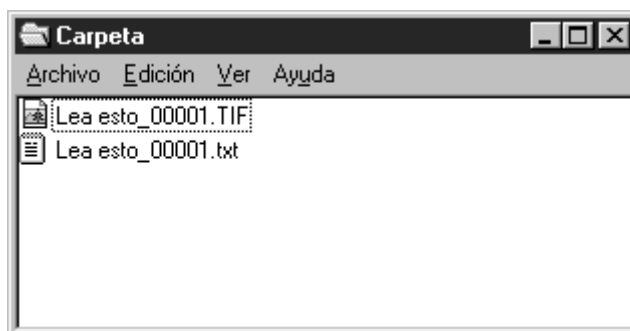 Carpeta
Archivo Edición Ver Ayuda
Lea esto_00001.TIF
Lea esto_00001.txt